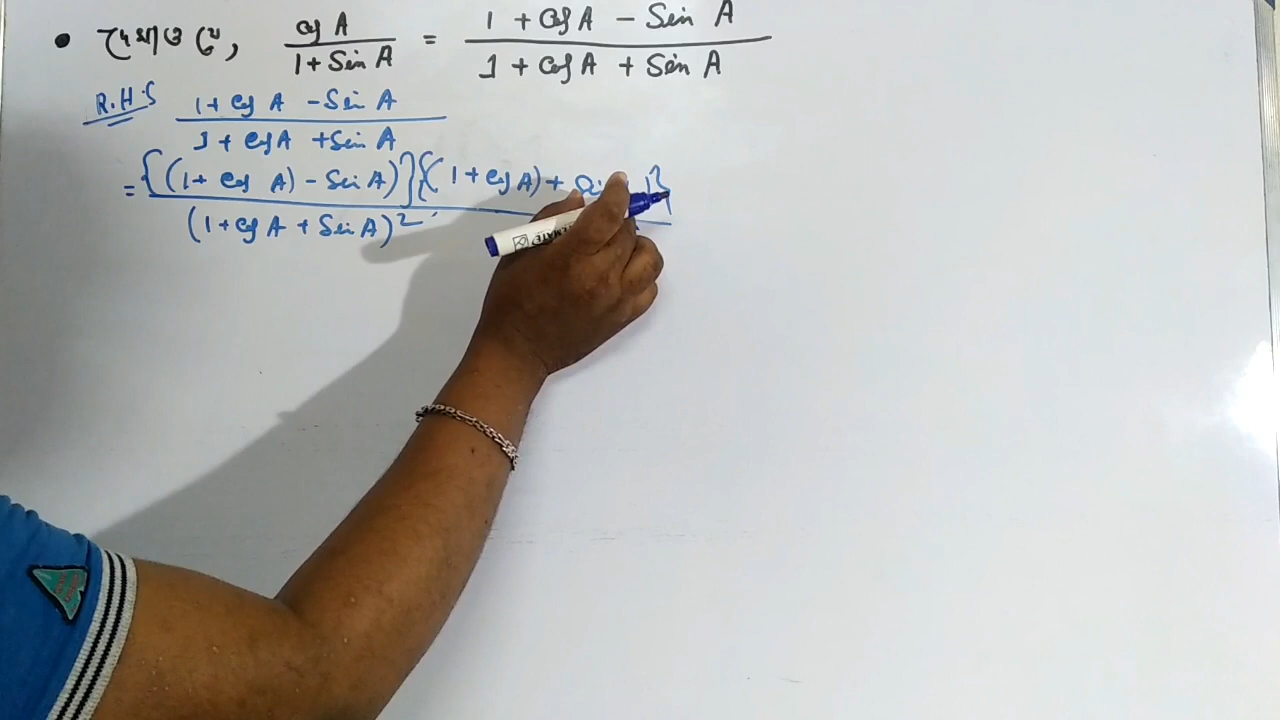 • দেখাও যে, Cos A / 1 + Sin A = 1 + Cos A - Sin A / 1 + Cos A + Sin A
R.H.S 1 + Cos A - Sin A / 1 + Cos A + Sin A
= {(1 + Cos A) - Sin A)}{(1 + Cos A) + Sin }
(1 + Cos A + Sin A)²